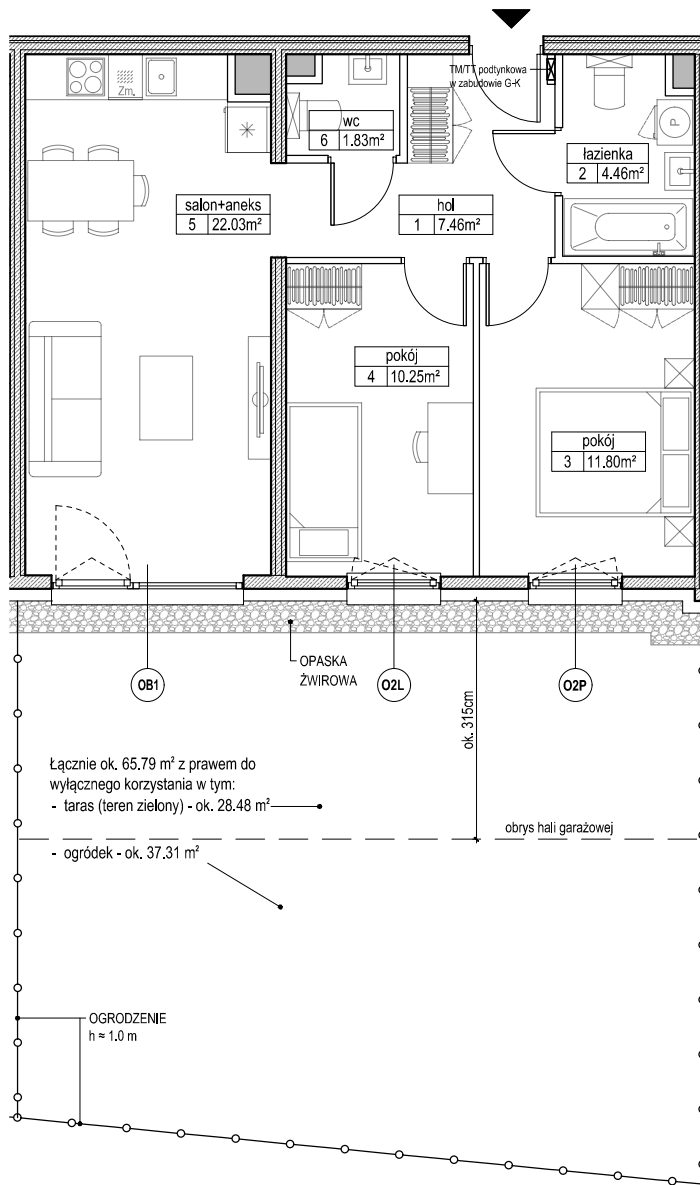 TM/TT podtynkowa
w zabudowie G-K
Zm.
wc
6 1.83m²
P
łazienka
2 4.46m²
salon+aneks
5 22.03m²
hol
1 7.46m²
pokój
4 10.25m²
pokój
3 11.80m²
OPASKA
ŻWIROWA
OB1
O2L
O2P
ok. 315cm
Łącznie ok. 65.79 m² z prawem do
wyłącznego korzystania w tym:
- taras (teren zielony) - ok. 28.48 m²
obrys hali garażowej
- ogródek - ok. 37.31 m²
OGRODZENIE
h ≈ 1.0 m